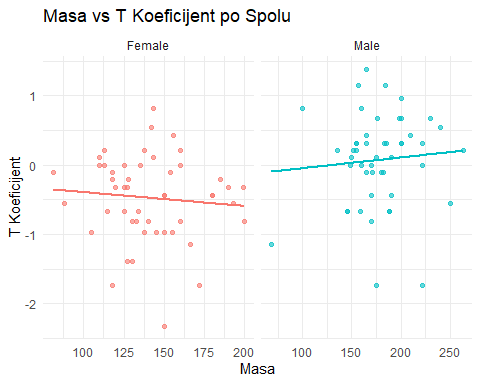 Masa vs T Koeficijent po Spolu
Female Male
T Koeficijent
1
0
-1
-2
100 125 150 175 200 100 150 200 250
Masa